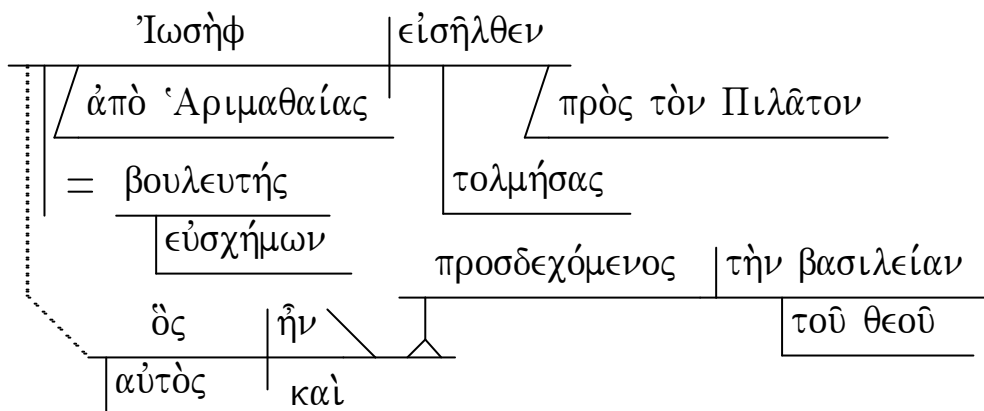 Ἰωσὴφ εἰσῆλθεν
ἀπὸ Ἁριμαθαίας πρὸς τὸν Πιλᾶτον
= βουλευτής τολμήσας
εὐσχήμων
προσδεχόμενος τὴν βασιλείαν
ὃς ἦν τοῦ θεοῦ
αὐτὸς καὶ